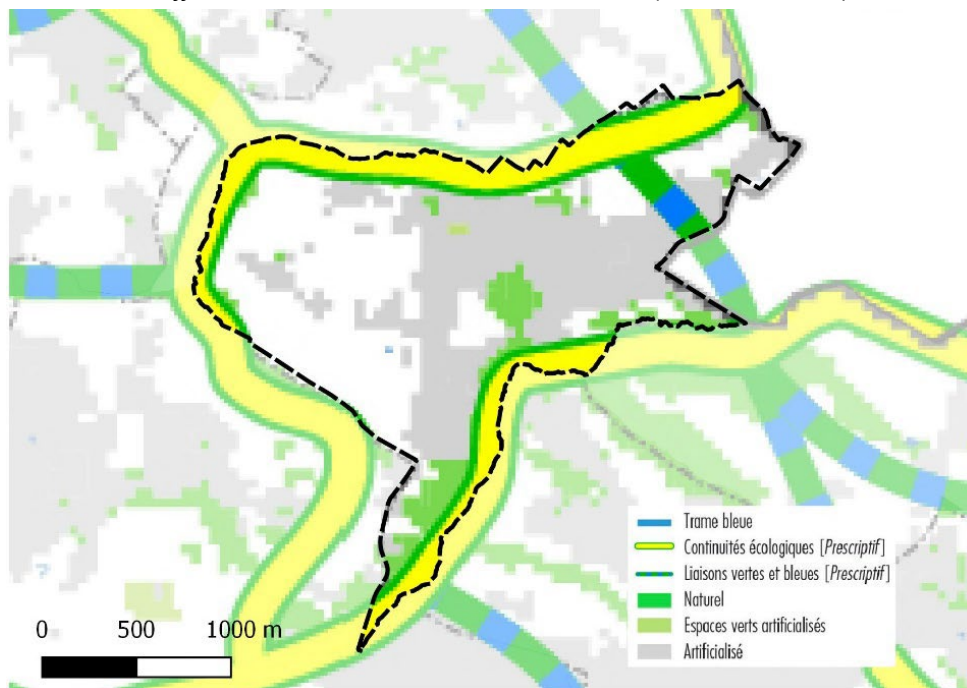 Trame bleue
Continuités écologiques [Prescriptif]
Liaisons vertes et bleues [Prescriptif]
Naturel
Espaces verts artificialisés
Artificialisé
0 500 1000 m